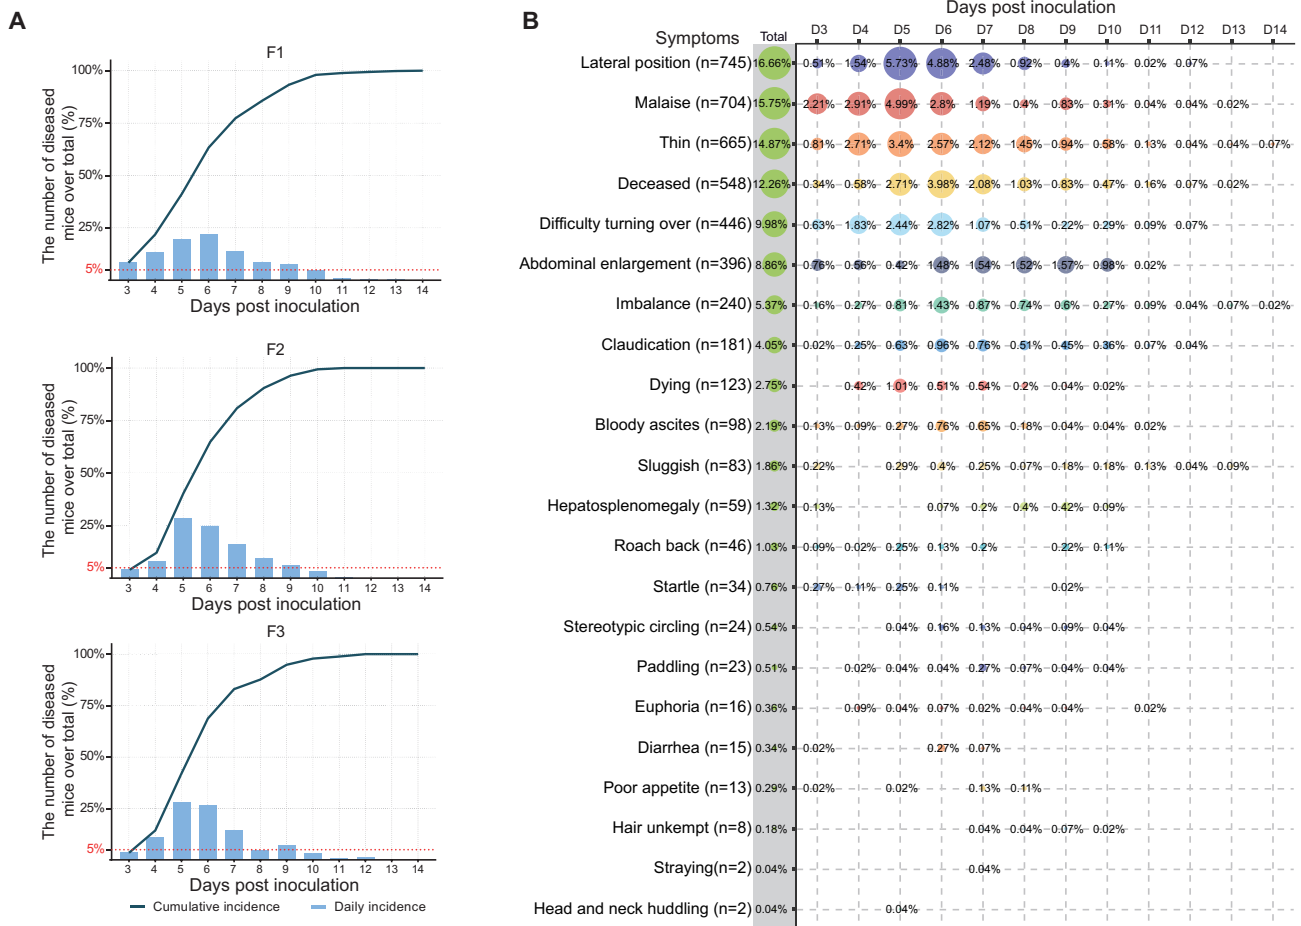 A
F1
The number of diseased
mice over total (%)
100%
75%
50%
25%
5%
3 4 5 6 7 8 9 10 11 12 13 14
Days post inoculation
F2
The number of diseased
mice over total (%)
100%
75%
50%
25%
5%
3 4 5 6 7 8 9 10 11 12 13 14
Days post inoculation
F3
The number of diseased
mice over total (%)
100%
75%
50%
25%
5%
3 4 5 6 7 8 9 10 11 12 13 14
Days post inoculation
Cumulative incidence Daily incidence
B
Days post inoculation
Symptoms Total D3 D4 D5 D6 D7 D8 D9 D10 D11 D12 D13 D14
Lateral position (n=745) 16.66% 0.51% 1.54% 5.73% 4.88% 2.48% 0.92% 0.4% 0.11% 0.02% 0.07%
Malaise (n=704) 15.75% 2.21% 2.91% 4.99% 2.8% 1.19% 0.4% 0.83% 0.31% 0.04% 0.04% 0.02%
Thin (n=665) 14.87% 0.81% 2.71% 3.4% 2.57% 2.12% 1.45% 0.94% 0.58% 0.13% 0.04% 0.04% 0.07%
Deceased (n=548) 12.26% 0.34% 0.58% 2.71% 3.98% 2.08% 1.03% 0.83% 0.47% 0.16% 0.07% 0.02%
Difficulty turning over (n=446) 9.98% 0.63% 1.83% 2.44% 2.82% 1.07% 0.51% 0.22% 0.29% 0.09% 0.12%
Abdominal enlargement (n=396) 8.86% 0.76% 0.56% 0.42% 1.48% 1.54% 1.52% 1.57% 0.98% 0.02%
Imbalance (n=240) 5.37% 0.16% 0.27% 0.81% 1.43% 0.87% 0.74% 0.6% 0.27% 0.09% 0.04% 0.07% 0.02%
Claudication (n=181) 4.05% 0.02% 0.25% 0.63% 0.96% 0.76% 0.51% 0.45% 0.36% 0.07% 0.04%
Dying (n=123) 2.75% 0.42% 1.01% 0.51% 0.54% 0.2% 0.04% 0.02%
Bloody ascites (n=98) 2.19% 0.13% 0.09% 0.27% 0.76% 0.65% 0.18% 0.04% 0.04% 0.02%
Sluggish (n=83) 1.86% 0.22% 0.29% 0.4% 0.25% 0.07% 0.18% 0.18% 0.13% 0.04% 0.09%
Hepatosplenomegaly (n=59) 1.32% 0.13% 0.07% 0.2% 0.4% 0.42% 0.09%
Roach back (n=46) 1.03% 0.09% 0.02% 0.25% 0.13% 0.2% 0.22% 0.11%
Startle (n=34) 0.76% 0.27% 0.11% 0.25% 0.11% 0.02%
Stereotypic circling (n=24) 0.54% 0.04% 0.16% 0.13% 0.04% 0.09% 0.04%
Paddling (n=23) 0.51% 0.02% 0.04% 0.04% 0.27% 0.07% 0.04% 0.04%
Euphoria (n=16) 0.36% 0.09% 0.04% 0.07% 0.02% 0.04% 0.04% 0.02%
Diarrhea (n=15) 0.34% 0.02% 0.27% 0.07%
Poor appetite (n=13) 0.29% 0.02% 0.02% 0.13% 0.11%
Hair unkempt (n=8) 0.18% 0.04% 0.04% 0.07% 0.02%
Straying(n=2) 0.04% 0.04%
Head and neck huddling (n=2) 0.04% 0.04%